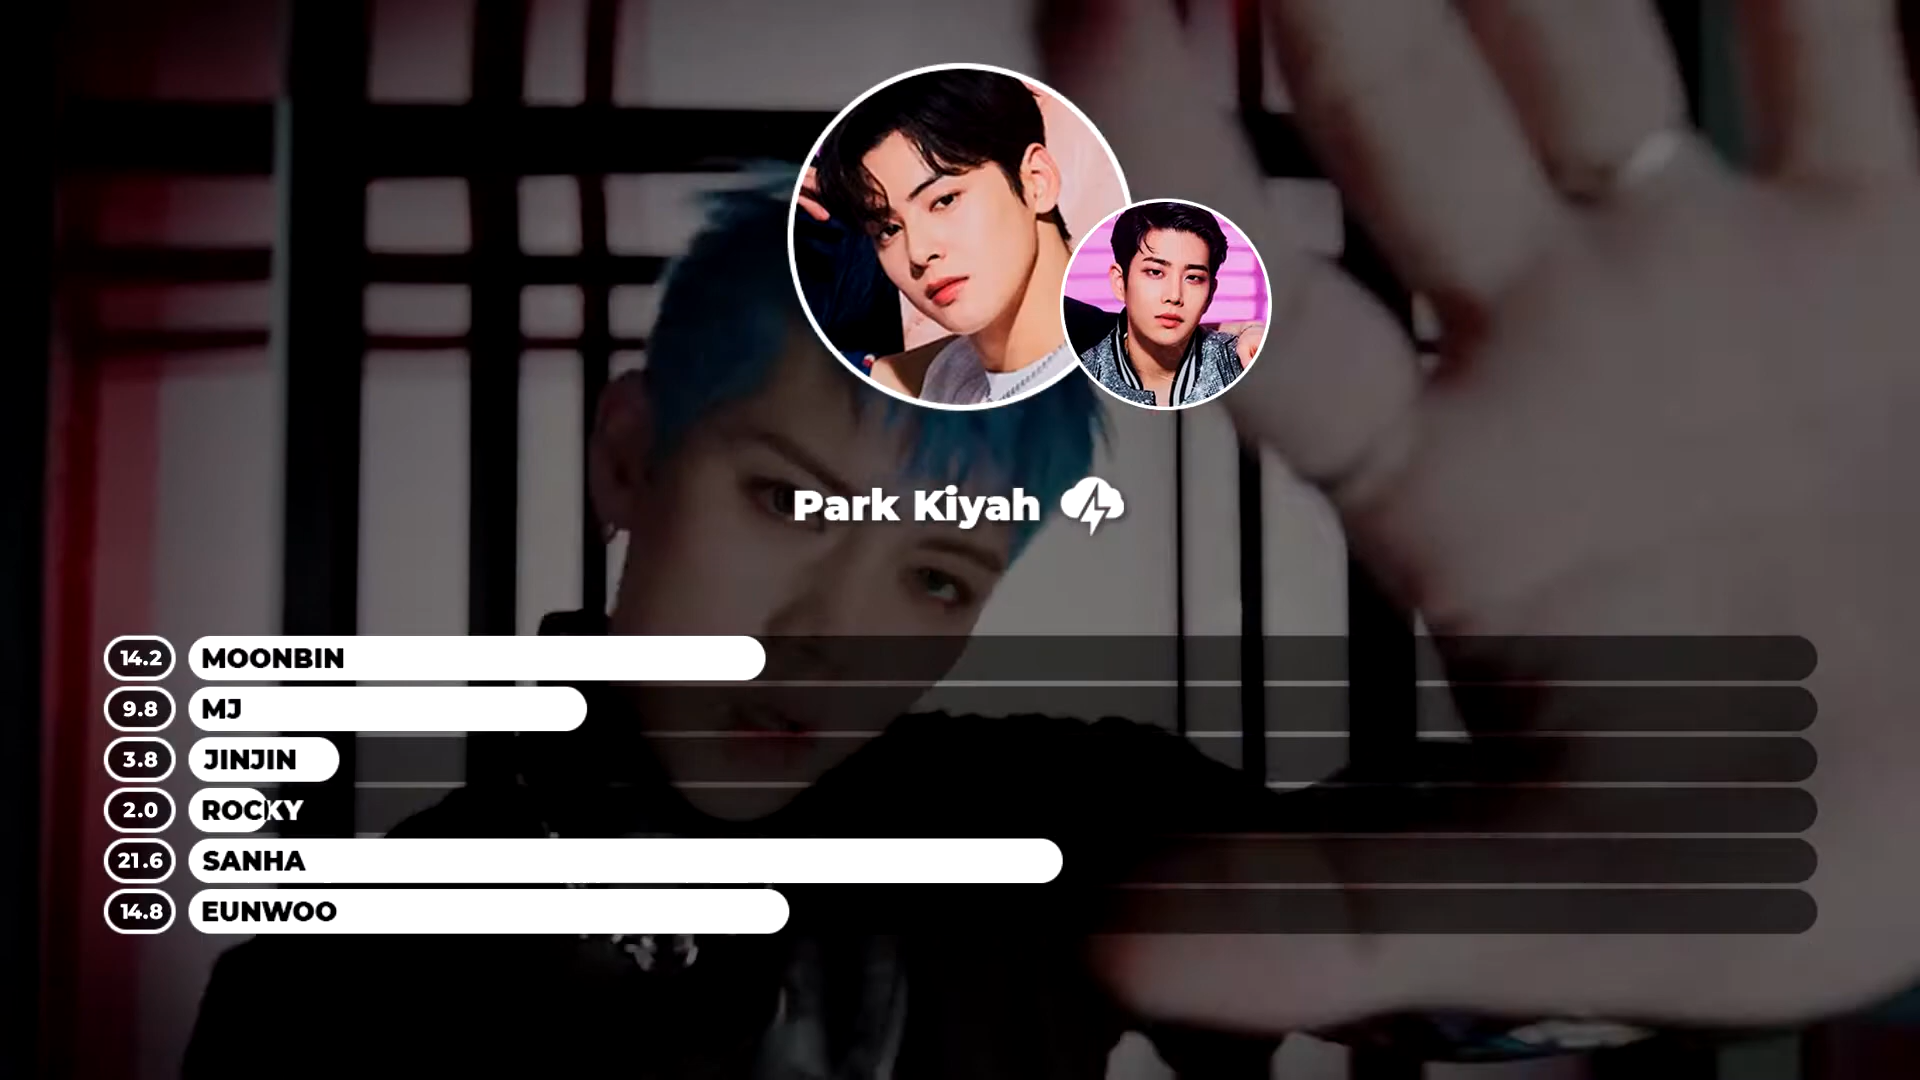 Park Kiyah
14.2 MOONBIN
9.8 MJ
3.8 JINJIN
2.0 ROCKY
21.6 SANHA
14.8 EUNWOO